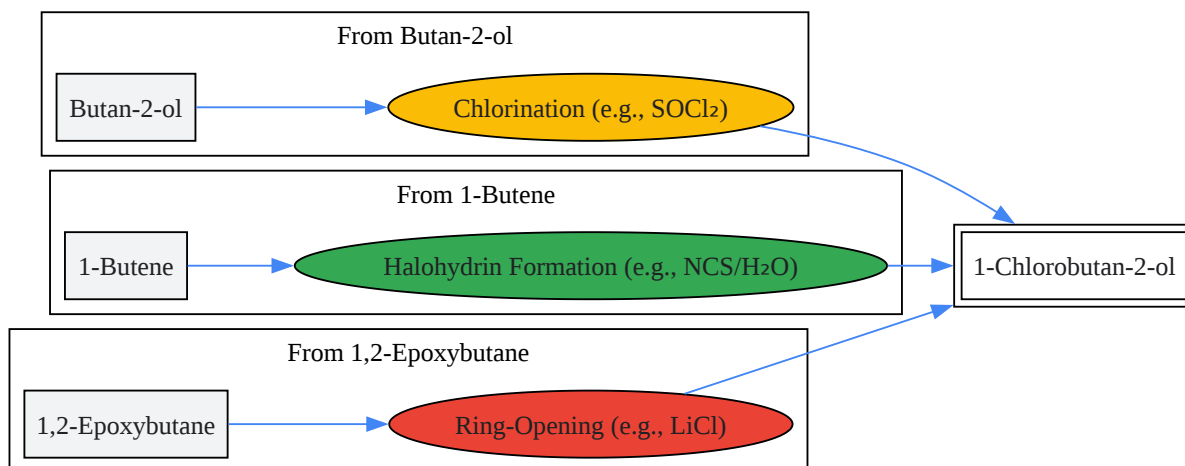 From Butan-2-ol
Butan-2-ol
Chlorination (e.g., SOCl₂)
From 1-Butene
1-Butene
Halohydrin Formation (e.g., NCS/H₂O)
1-Chlorobutan-2-ol
From 1,2-Epoxybutane
1,2-Epoxybutane
Ring-Opening (e.g., LiCl)